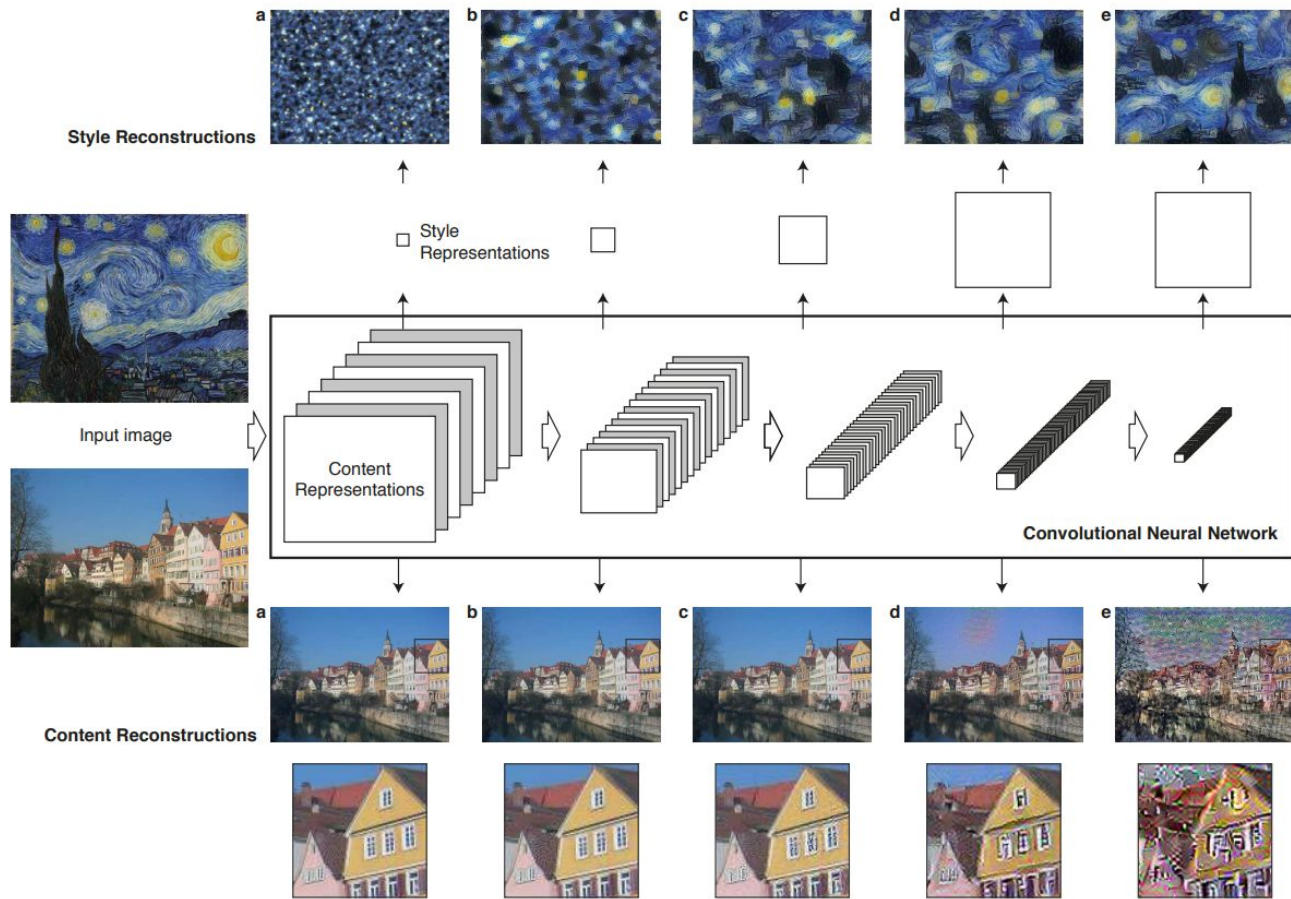 a
b
c
d
e
Style Reconstructions
Style
Representations
Input image
Content
Representations
Convolutional Neural Network
a
b
c
d
e
Content Reconstructions